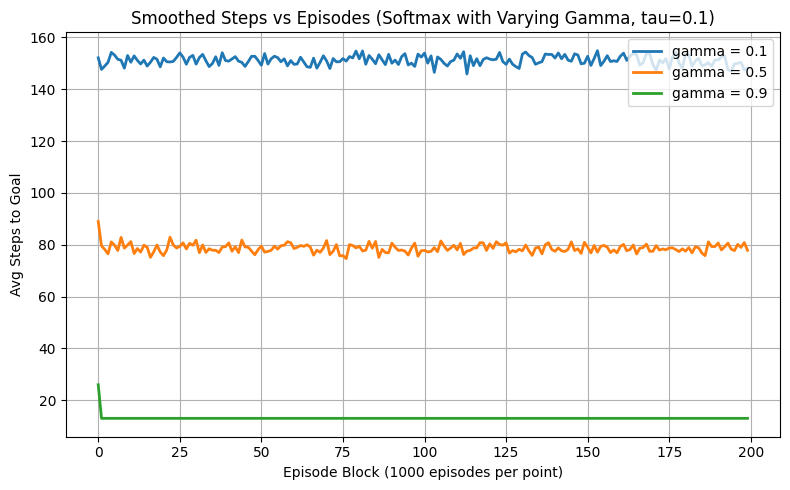 Smoothed Steps vs Episodes (Softmax with Varying Gamma, tau=0.1)
160
140
120
100
80
60
40
20
Avg Steps to Goal
gamma = 0.1
gamma = 0.5
gamma = 0.9
0 25 50 75 100 125 150 175 200
Episode Block (1000 episodes per point)